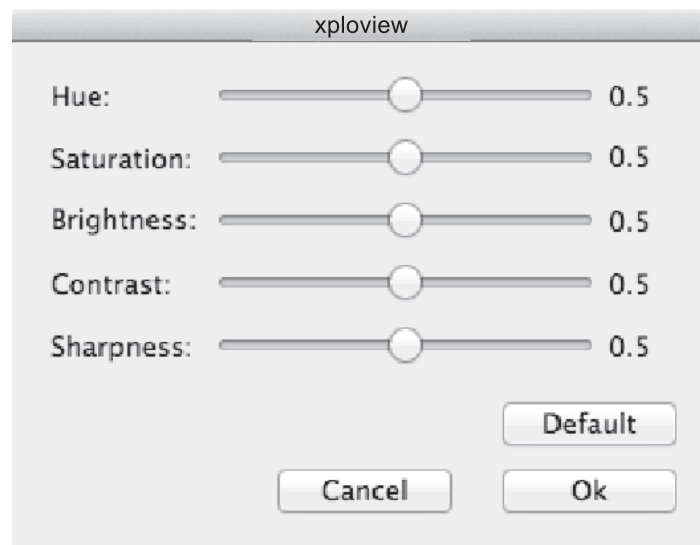 xploview
Hue: 0.5
Saturation: 0.5
Brightness: 0.5
Contrast: 0.5
Sharpness: 0.5
Default
Cancel Ok